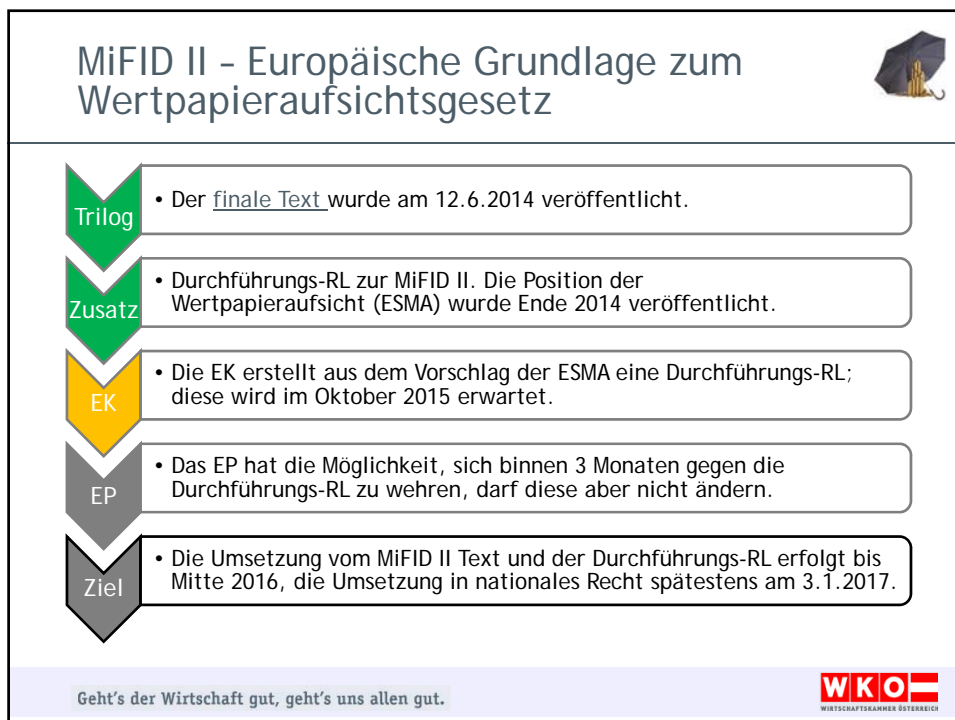 MiFID II – Europäische Grundlage zum
Wertpapieraufsichtsgesetz
Trilog
• Der finale Text wurde am 12.6.2014 veröffentlicht.
Zusatz
• Durchführungs-RL zur MiFID II. Die Position der
Wertpapieraufsicht (ESMA) wurde Ende 2014 veröffentlicht.
EK
• Die EK erstellt aus dem Vorschlag der ESMA eine Durchführungs-RL;
diese wird im Oktober 2015 erwartet.
EP
• Das EP hat die Möglichkeit, sich binnen 3 Monaten gegen die
Durchführungs-RL zu wehren, darf diese aber nicht ändern.
Ziel
• Die Umsetzung vom MiFID II Text und der Durchführungs-RL erfolgt bis
Mitte 2016, die Umsetzung in nationales Recht spätestens am 3.1.2017.
Geht's der Wirtschaft gut, geht's uns allen gut.
WKO
WIRTSCHAFTSKAMMER ÖSTERREICH